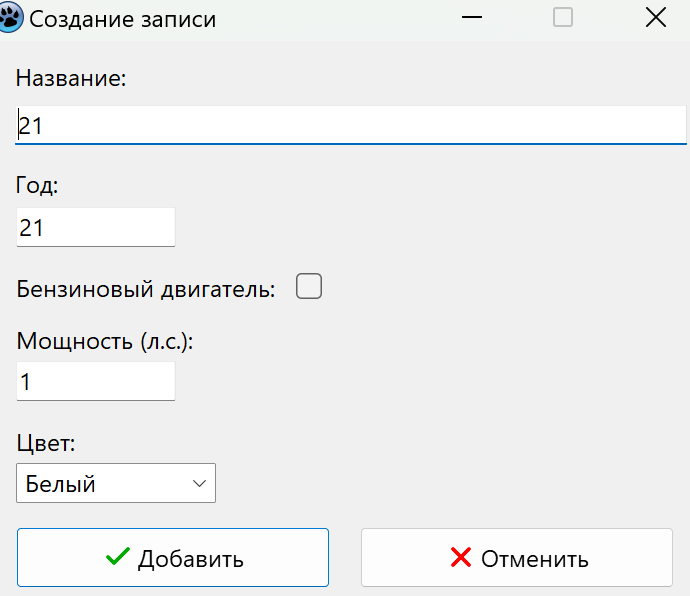 Создание записи
Название:
21
Год:
21
Бензиновый двигатель:
Мощность (л.с.):
1
Цвет:
Белый
Добавить Отменить